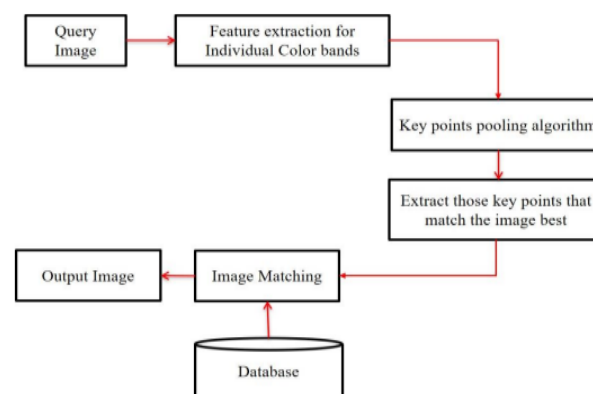 Query
Image
Feature extraction for
Individual Color bands
Key points pooling algorithm
Extract those key points that
match the image best
Output Image
Image Matching
Database